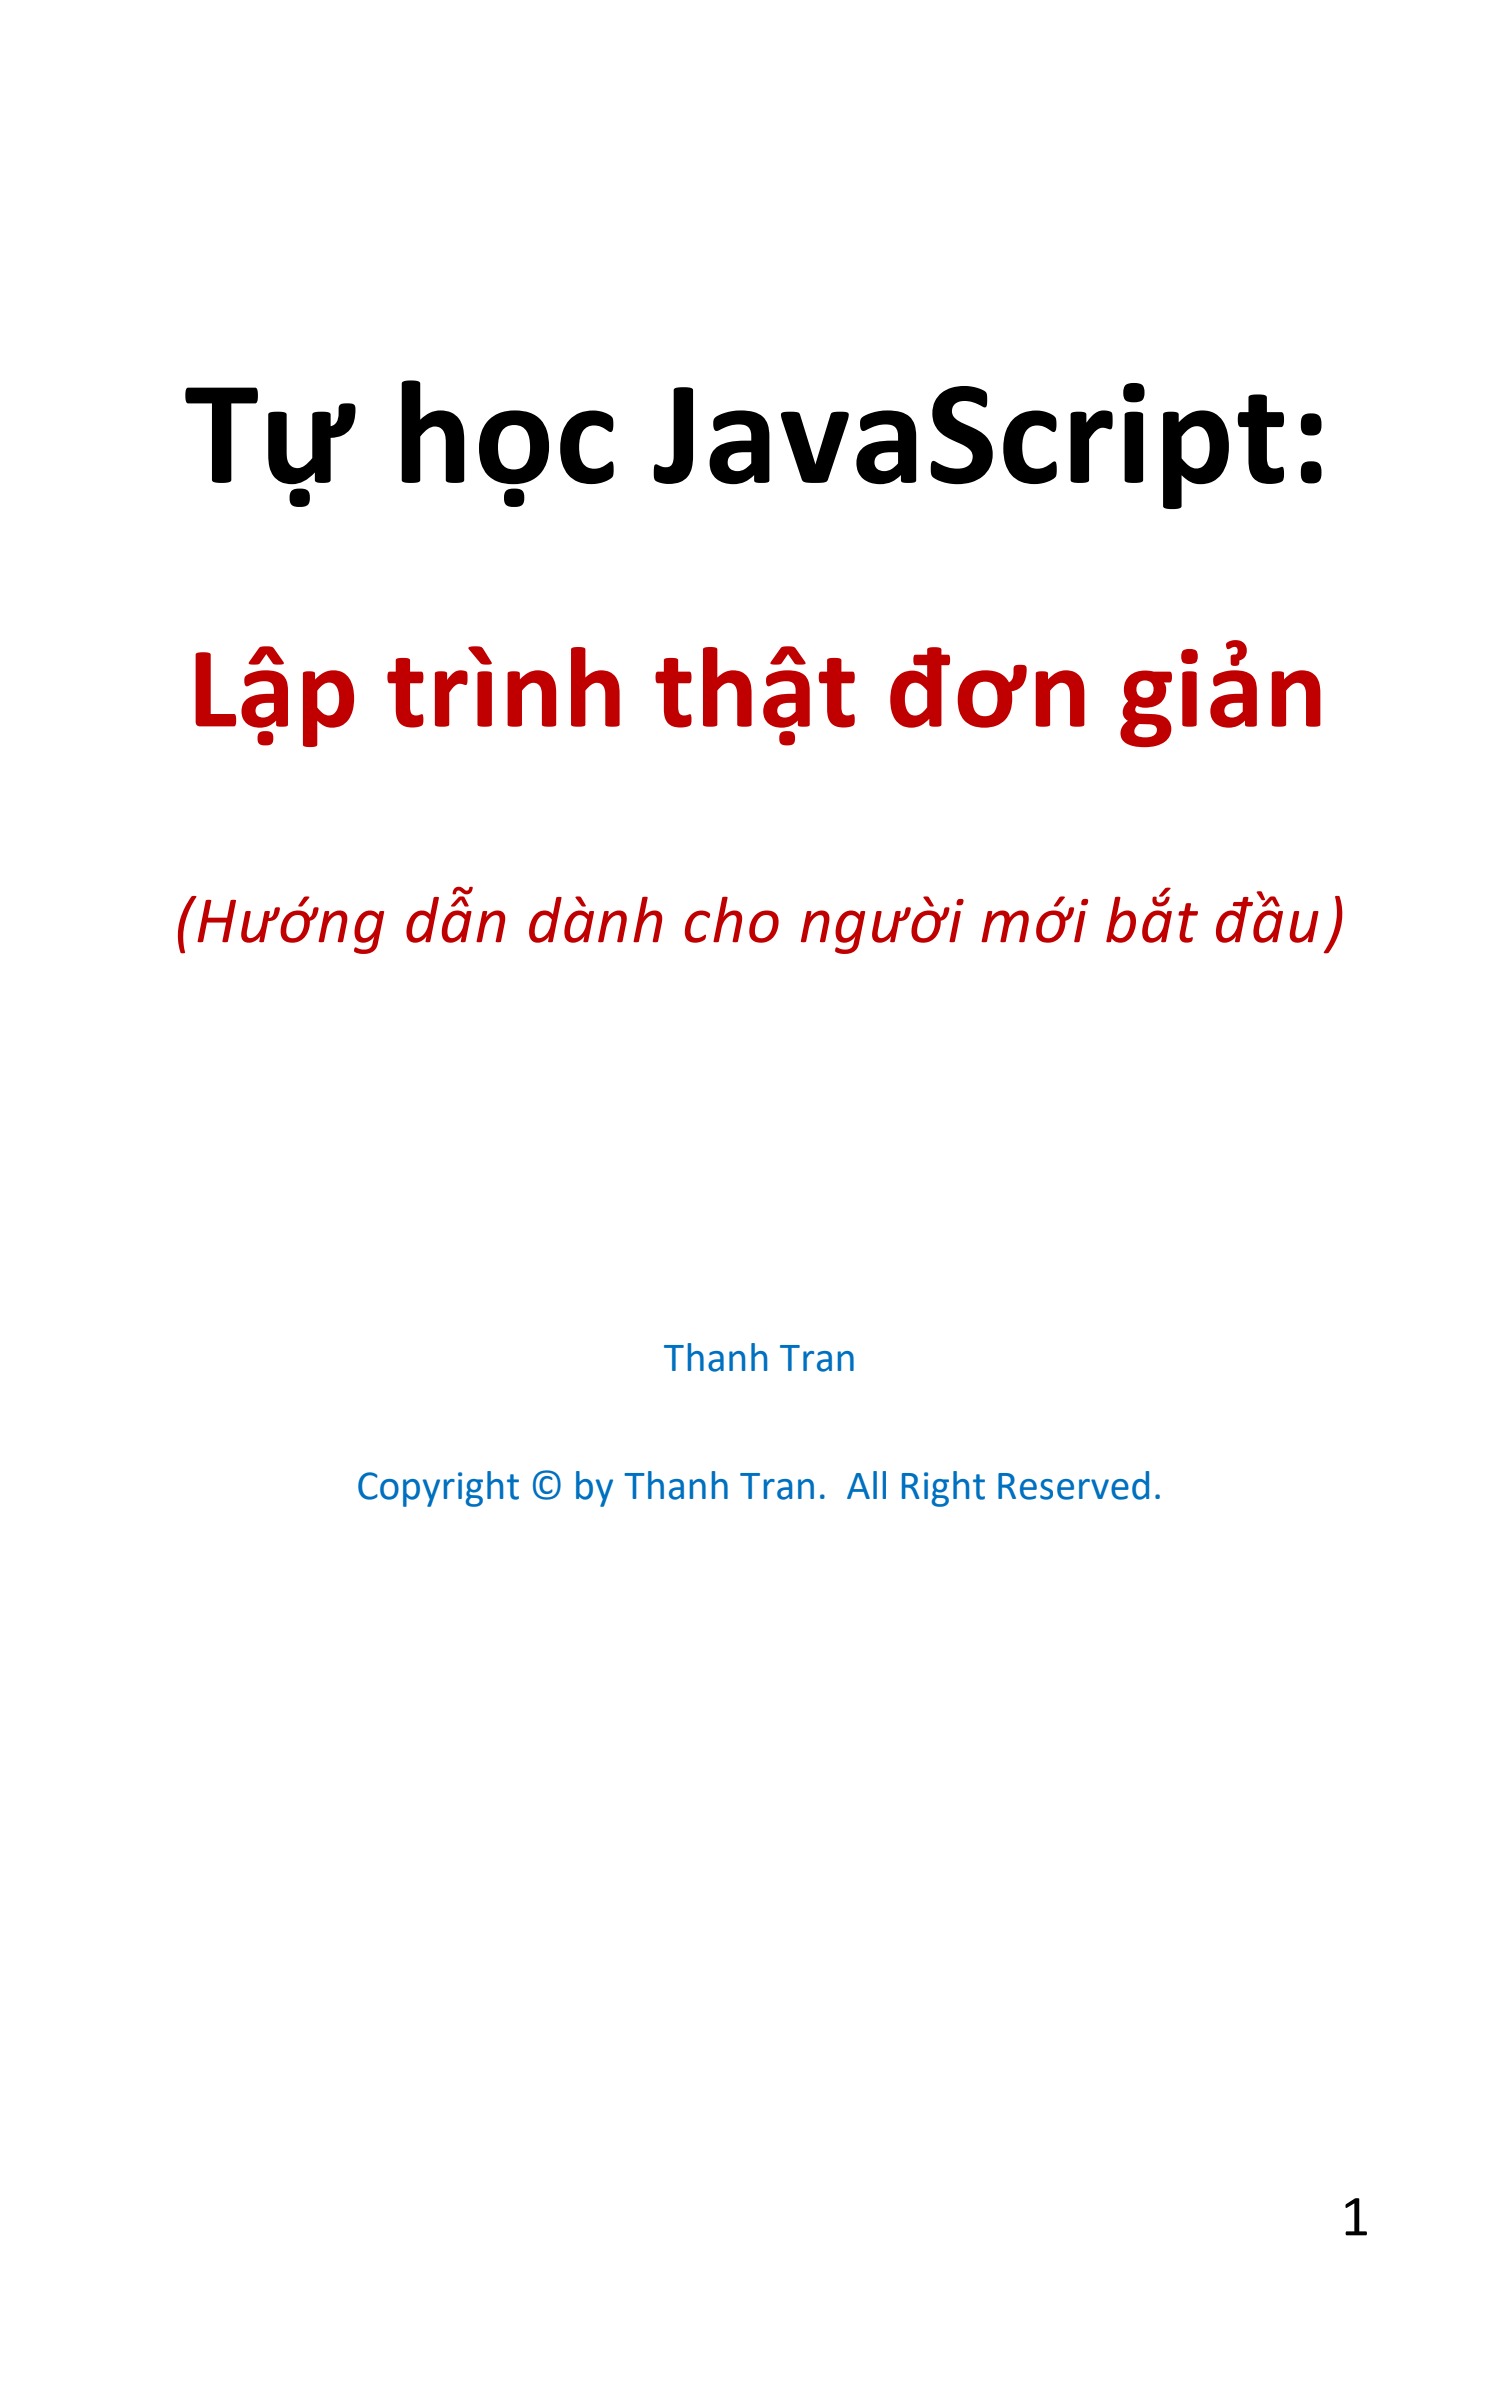 Tự học JavaScript:
Lập trình thật đơn giản
(Hướng dẫn dành cho người mới bắt đầu)
Thanh Tran
Copyright © by Thanh Tran.  All Right Reserved.
1